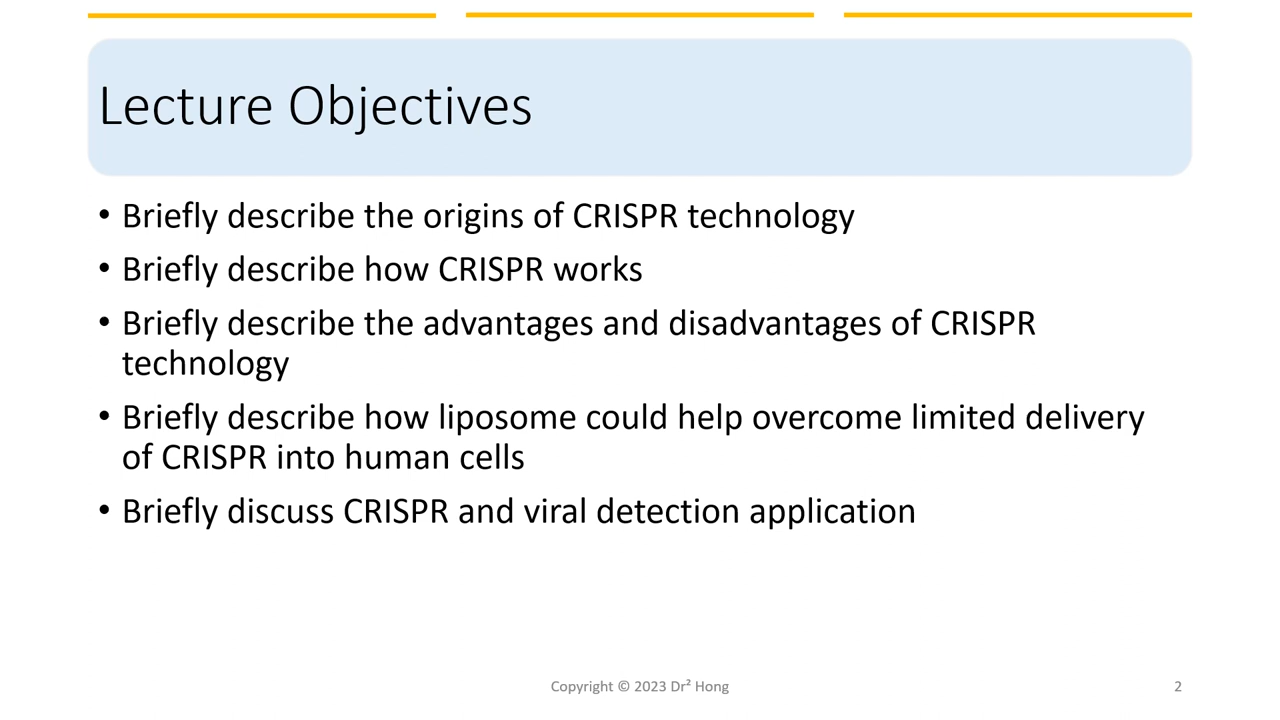 Lecture Objectives
• Briefly describe the origins of CRISPR technology
• Briefly describe how CRISPR works
• Briefly describe the advantages and disadvantages of CRISPR
technology
• Briefly describe how liposome could help overcome limited delivery
of CRISPR into human cells
• Briefly discuss CRISPR and viral detection application
Copyright © 2023 Dr² Hong
2